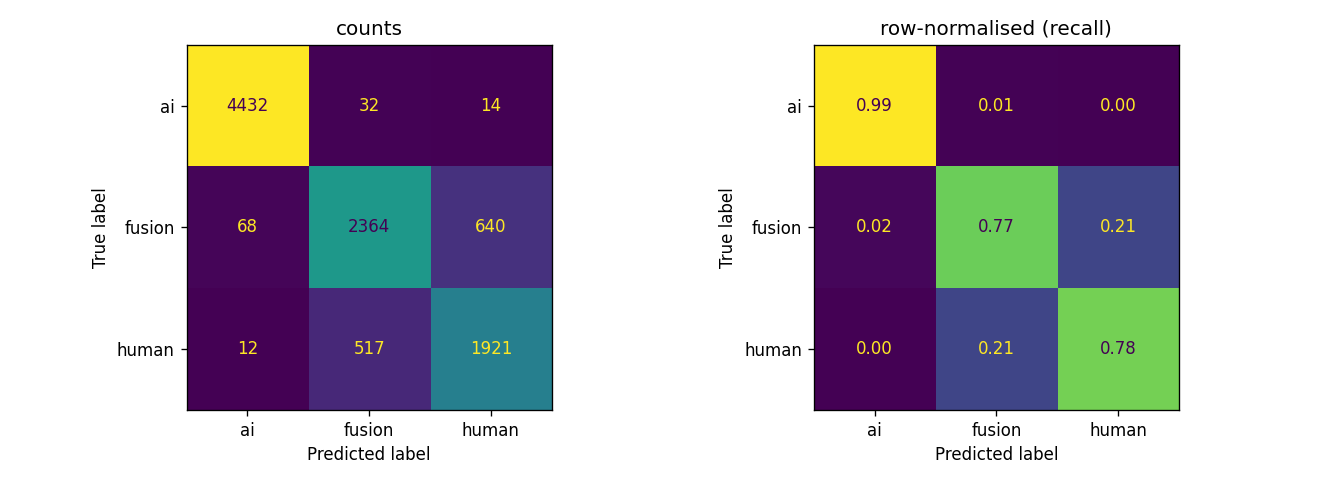 counts
row-normalised (recall)
True label
ai
fusion
human
4432 32 14
68 2364 640
12 517 1921
ai fusion human
Predicted label
True label
ai
fusion
human
0.99 0.01 0.00
0.02 0.77 0.21
0.00 0.21 0.78
ai fusion human
Predicted label